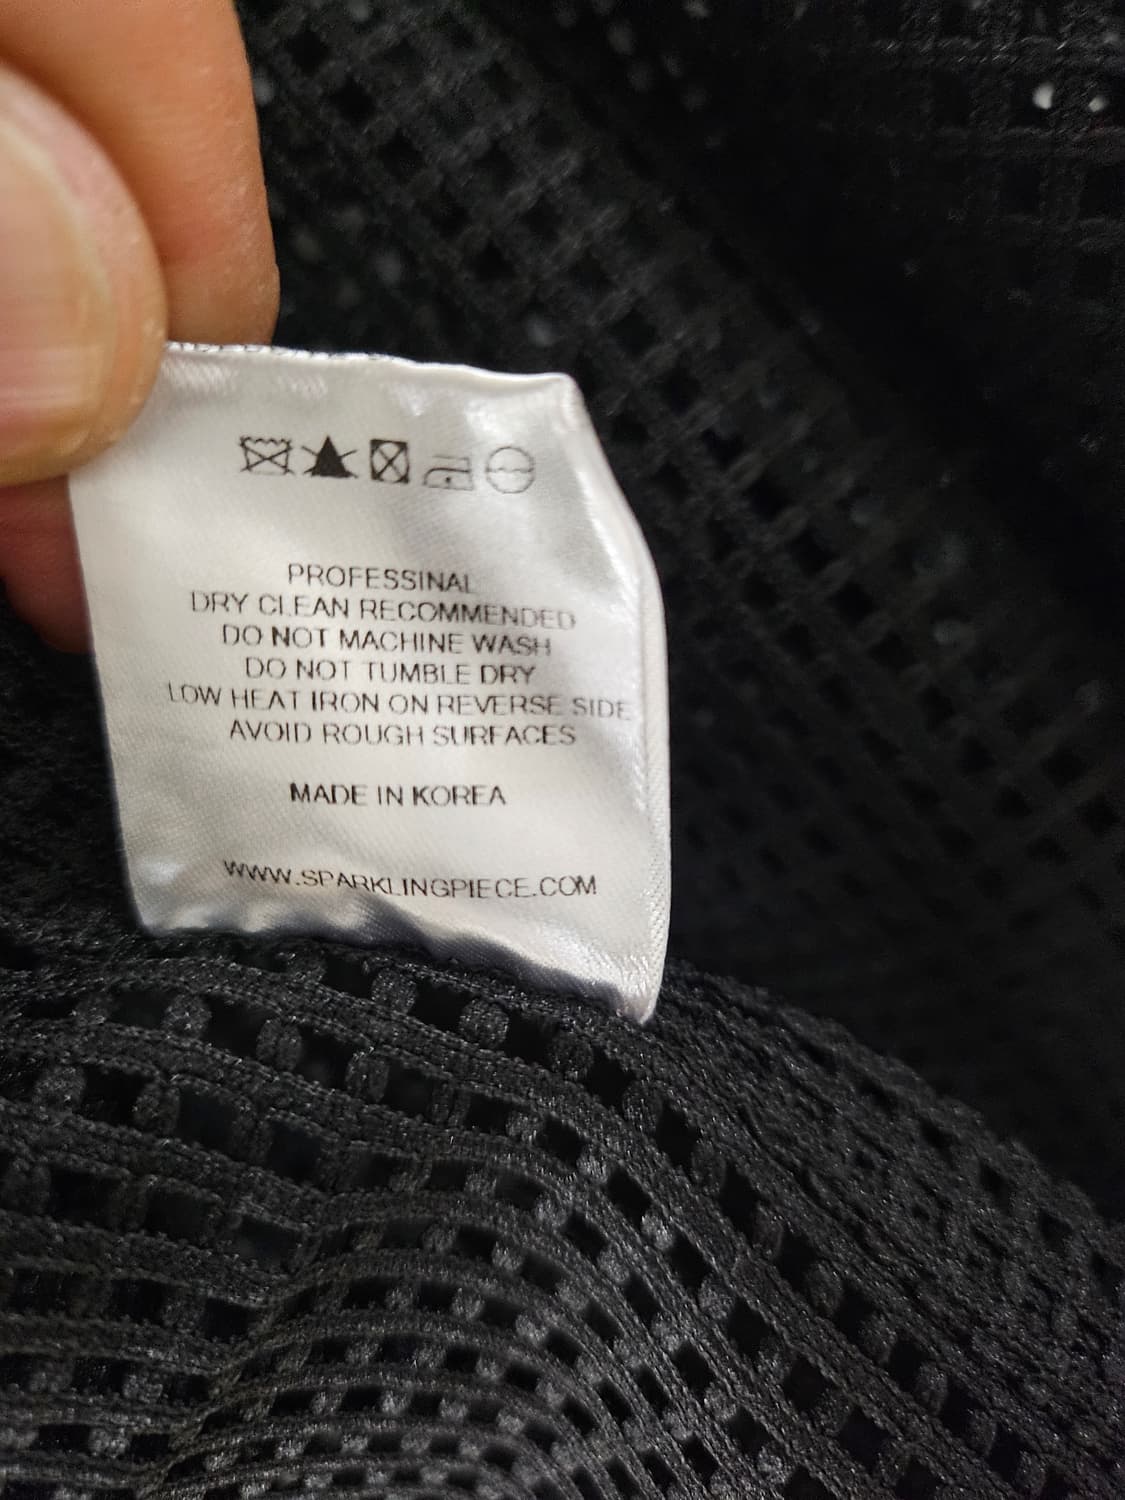 PROFESSINAL
DRY CLEAN RECOMMENDED
DO NOT MACHINE WASH
DO NOT TUMBLE DRY
LOW HEAT IRON ON REVERSE SIDE
AVOID ROUGH SURFACES
MADE IN KOREA
WWW.SPARKLINGPIECE.COM